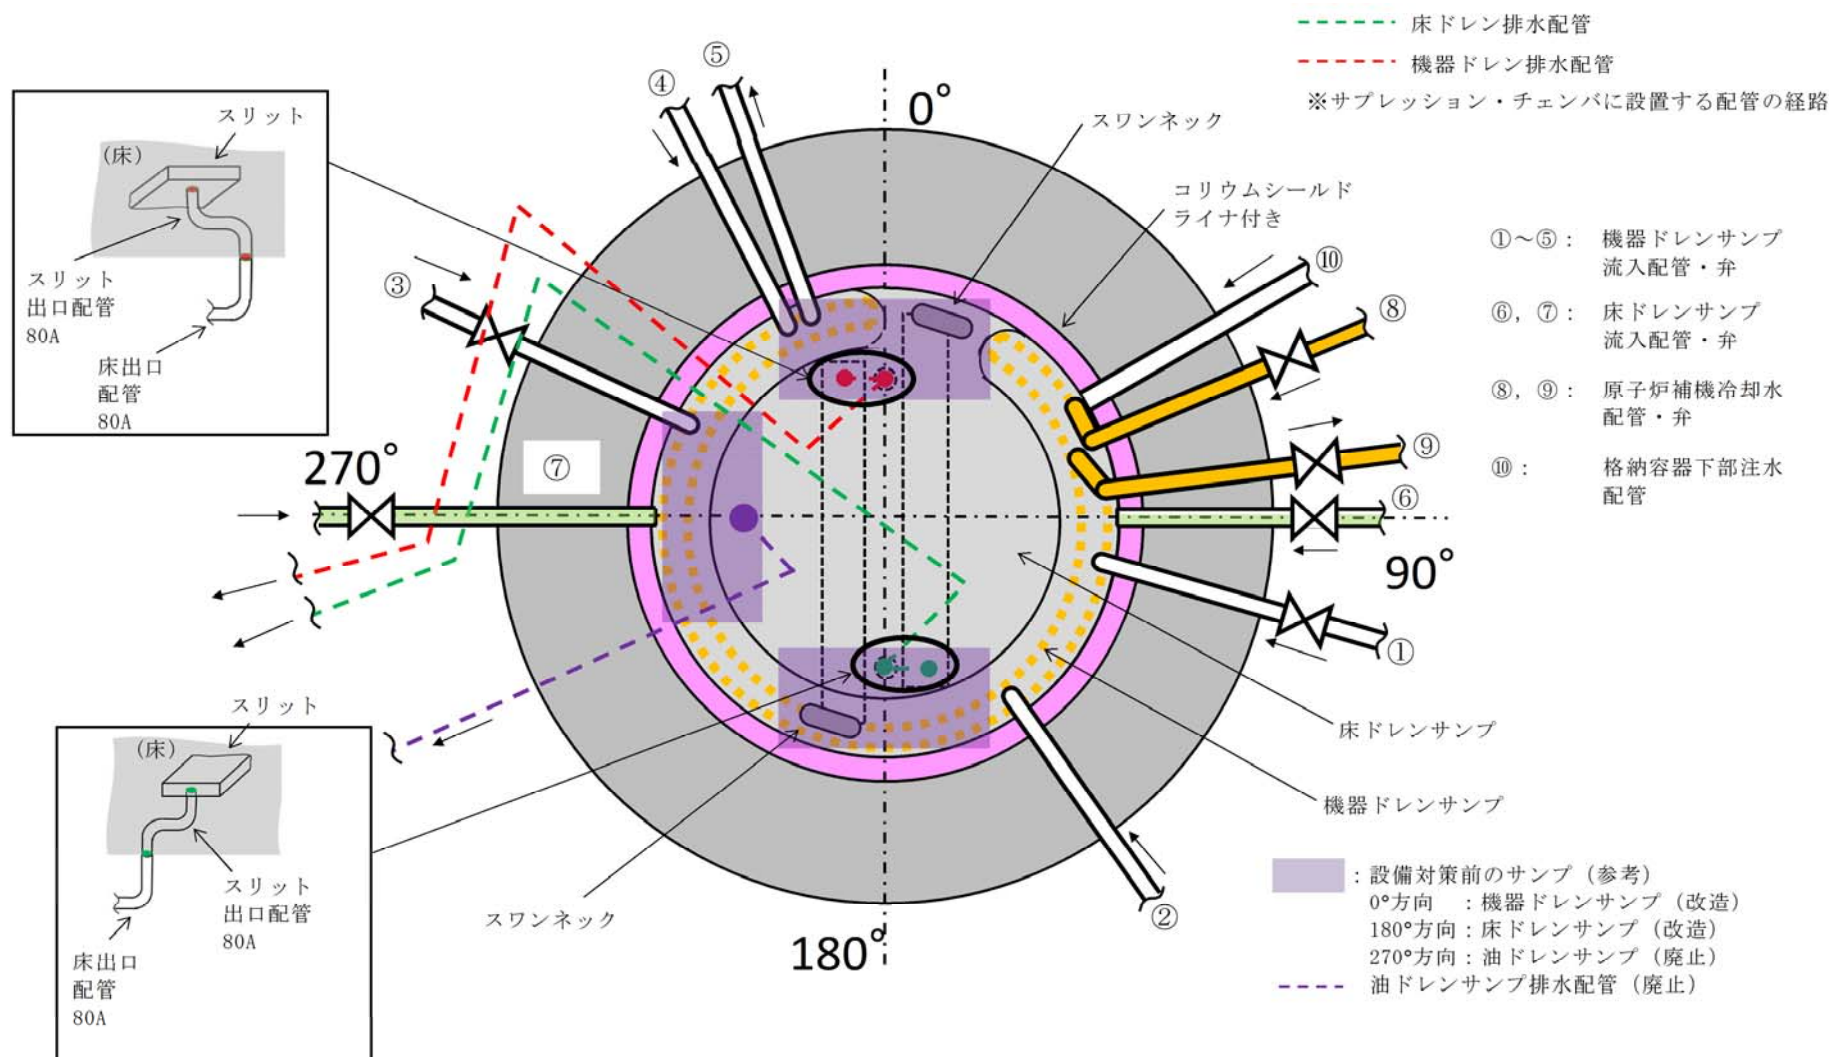 床ドレン排水配管
機器ドレン排水配管
※サプレッション・チェンバに設置する配管の経路
スリット
(床)
スリット
出口配管
80A
床出口
配管
80A
④
⑤
0°
スワンネック
コリウムシールド
ライナ付き
③
⑩
⑧
⑨
⑥
90°
①
270°
⑦
①～⑤： 機器ドレンサンプ
流入配管・弁
⑥，⑦： 床ドレンサンプ
流入配管・弁
⑧，⑨： 原子炉補機冷却水
配管・弁
⑩： 格納容器下部注水
配管
スリット
(床)
スリット
出口配管
80A
床出口
配管
80A
スワンネック
180°
②
床ドレンサンプ
機器ドレンサンプ
：設備対策前のサンプ（参考）
0°方向 ：機器ドレンサンプ（改造）
180°方向：床ドレンサンプ（改造）
270°方向：油ドレンサンプ（廃止）
油ドレンサンプ排水配管（廃止）